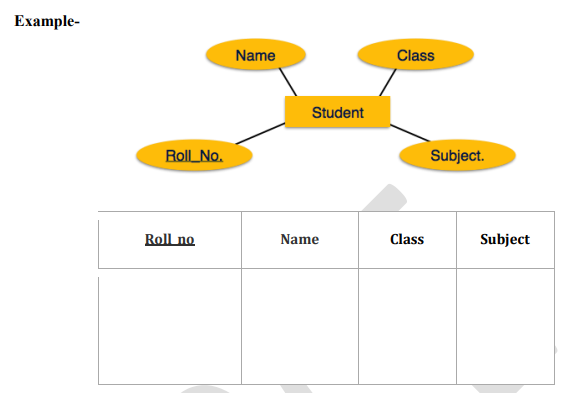 Example-
Name
Class
Student
Roll_No.
Subject.
Roll no Name Class Subject